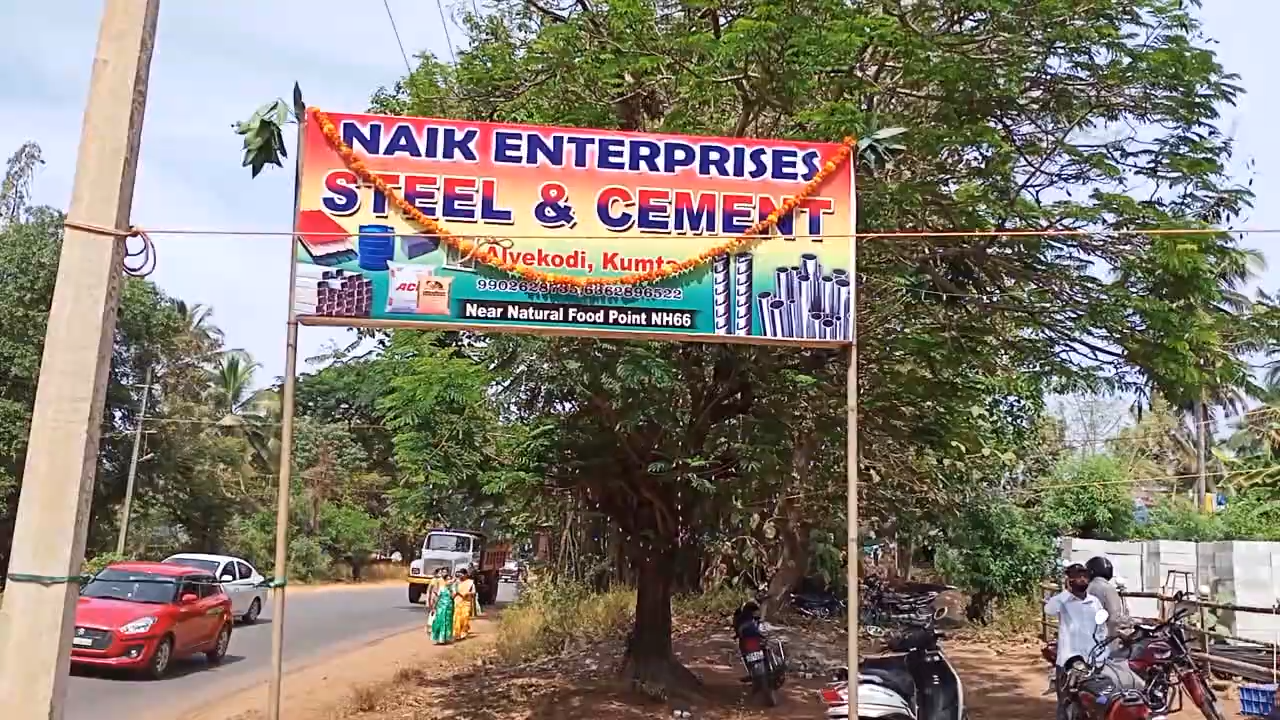 NAIK ENTERPRISES
STEEL & CEMENT
Alvekodi, Kumta
Near Natural Food Point NH66